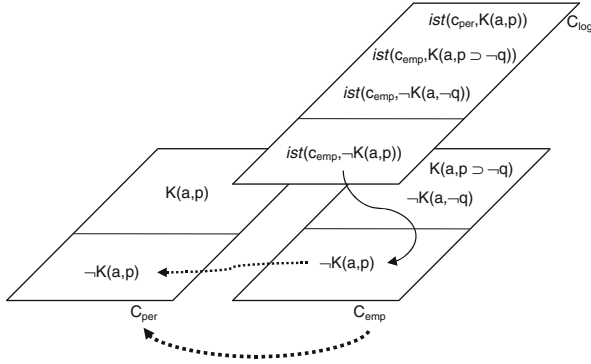 ist(c_per,K(a,p))
C_log
ist(c_emp,K(a,p ⊃ ¬q))
ist(c_emp,¬K(a,¬q))
ist(c_emp,¬K(a,p))
K(a,p ⊃ ¬q)
K(a,p)
¬K(a,¬q)
¬K(a,p)
¬K(a,p)
C_per
C_emp